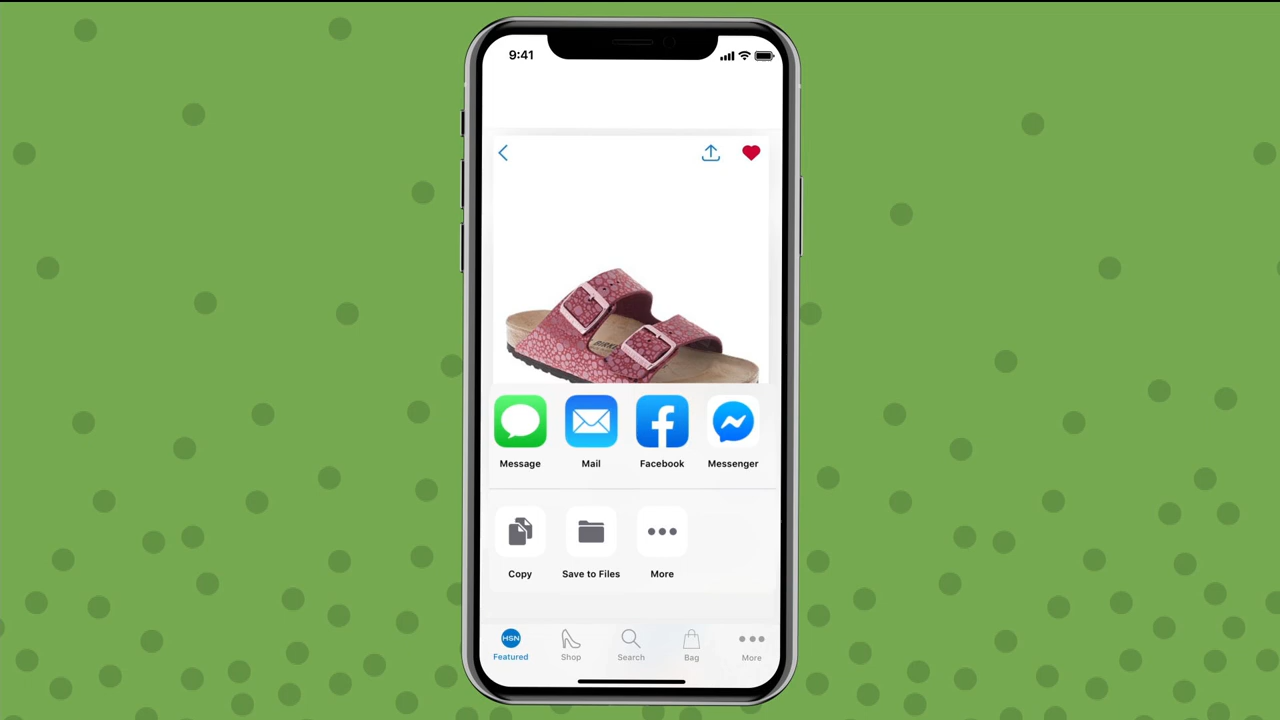 9:41
Message Mail Facebook Messenger
Copy Save to Files More
HSN
Featured Shop Search Bag More